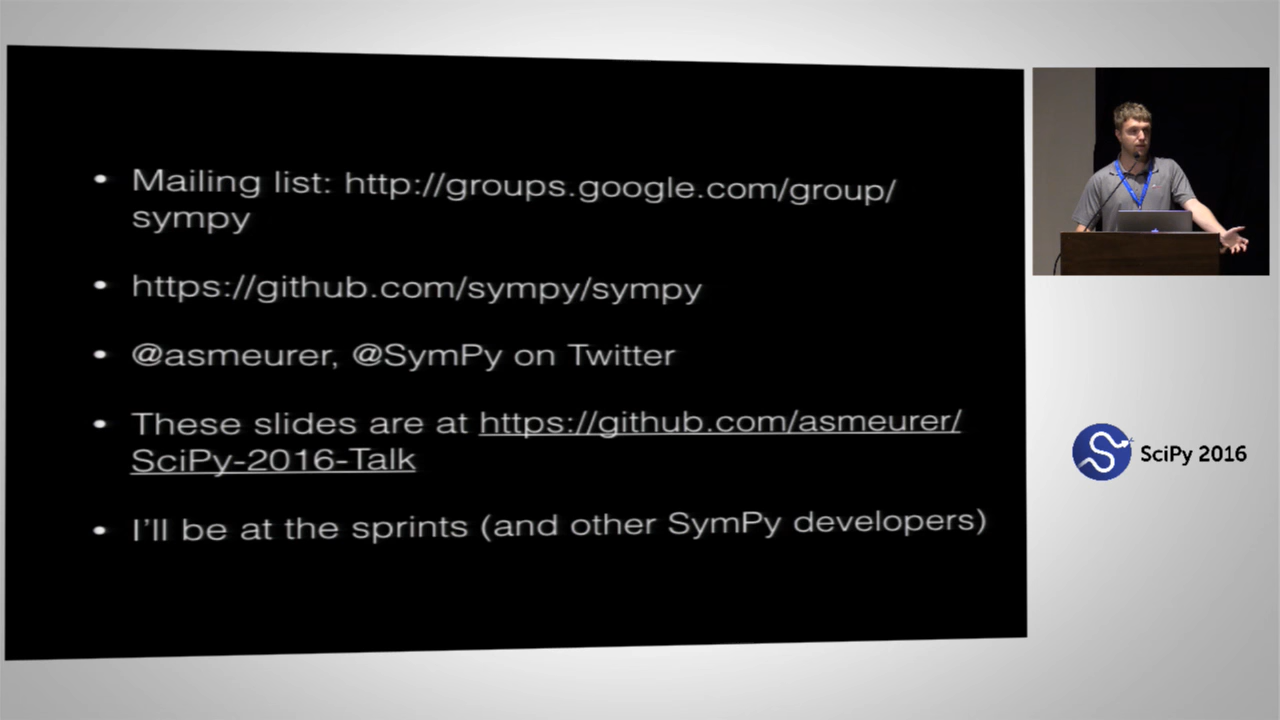 • Mailing list: http://groups.google.com/group/
sympy
• https://github.com/sympy/sympy
• @asmeurer, @SymPy on Twitter
• These slides are at https://github.com/asmeurer/
SciPy-2016-Talk
• I'll be at the sprints (and other SymPy developers)
SciPy 2016